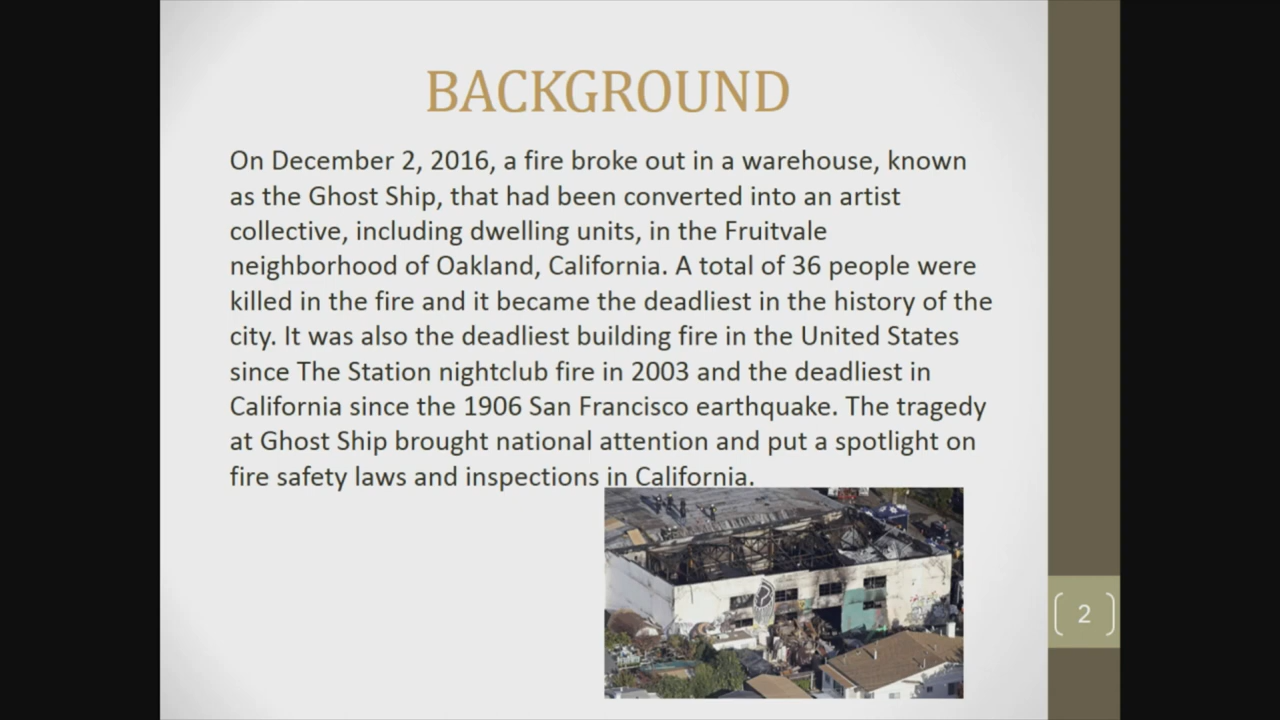 BACKGROUND
On December 2, 2016, a fire broke out in a warehouse, known
as the Ghost Ship, that had been converted into an artist
collective, including dwelling units, in the Fruitvale
neighborhood of Oakland, California. A total of 36 people were
killed in the fire and it became the deadliest in the history of the
city. It was also the deadliest building fire in the United States
since The Station nightclub fire in 2003 and the deadliest in
California since the 1906 San Francisco earthquake. The tragedy
at Ghost Ship brought national attention and put a spotlight on
fire safety laws and inspections in California.
2